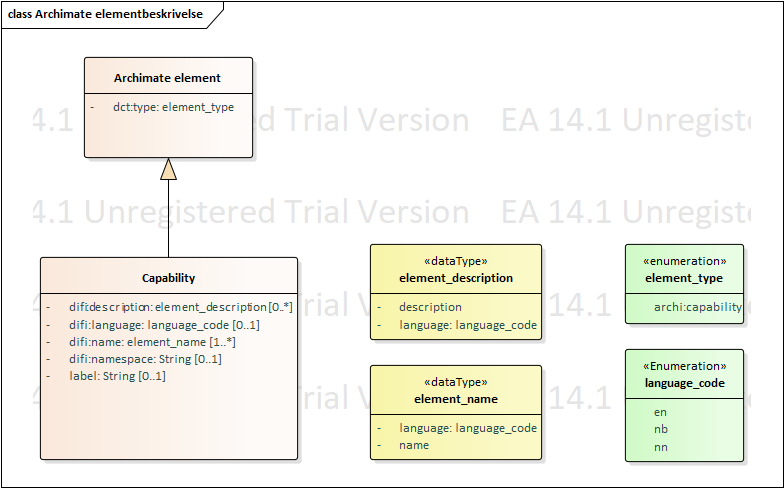 class Archimate elementbeskrivelse
Archimate element
- dct:type: element_type
4.1 Unregistered Trial Version EA 14.1 Unregiste
4.1 Unregistered Trial Version EA 14.1 Unregiste
Capability
- difi:description: element_description [0..*]
- difi:language: language_code [0..1]
- difi:name: element_name [1..*]
- difi:namespace: String [0..1]
- label: String [0..1]
«dataType»
element_description
- description
- language: language_code
«dataType»
element_name
- language: language_code
- name
«enumeration»
element_type
archi:capability
«Enumeration»
language_code
en
nb
nn